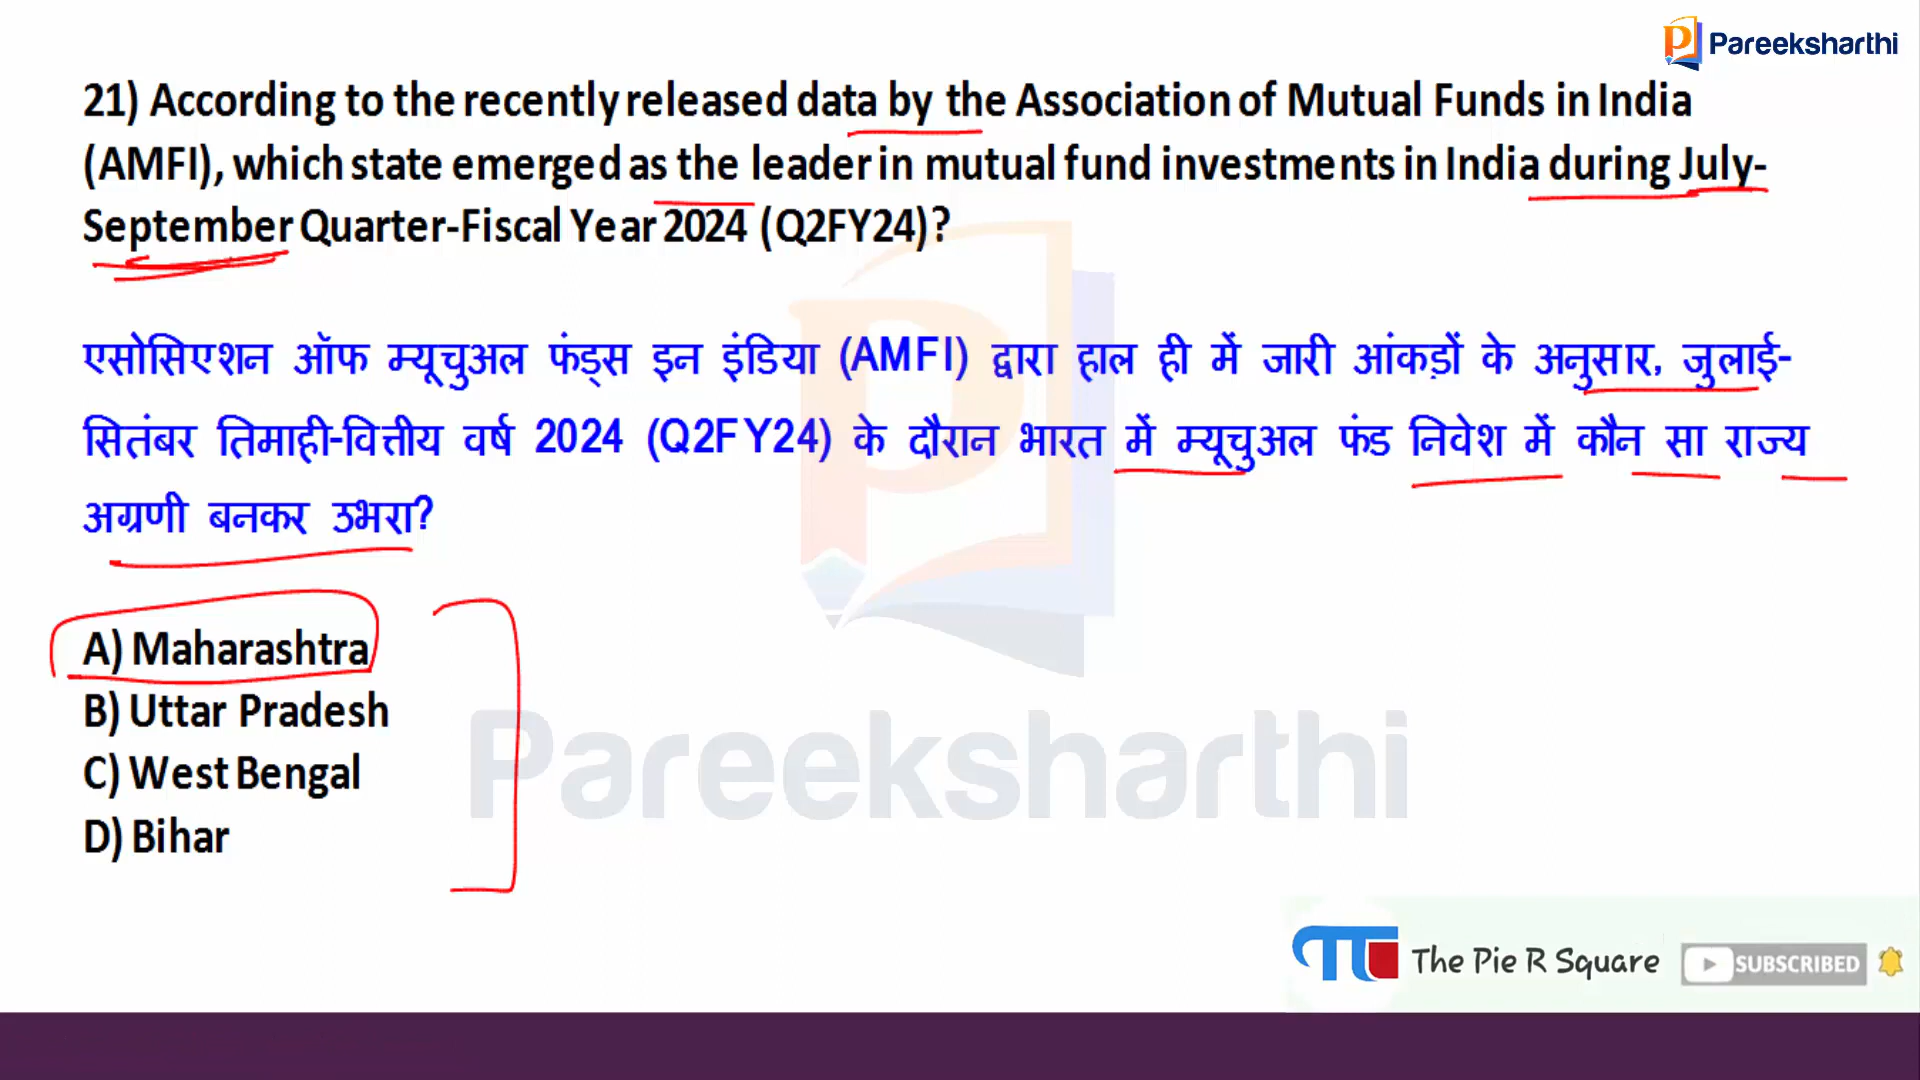 Pareeksharthi
21) According to the recently released data by the Association of Mutual Funds in India
(AMFI), which state emerged as the leader in mutual fund investments in India during July-
September Quarter-Fiscal Year 2024 (Q2FY24)?
एसोसिएशन ऑफ म्यूचुअल फंड्स इन इंडिया (AMFI) द्वारा हाल ही में जारी आंकड़ों के अनुसार, जुलाई-
सितंबर तिमाही-वित्तीय वर्ष 2024 (Q2FY24) के दौरान भारत में म्यूचुअल फंड निवेश में कौन सा राज्य
अग्रणी बनकर उभरा?
A) Maharashtra
B) Uttar Pradesh
C) West Bengal
D) Bihar
Pareeksharthi
The Pie R Square
SUBSCRIBED